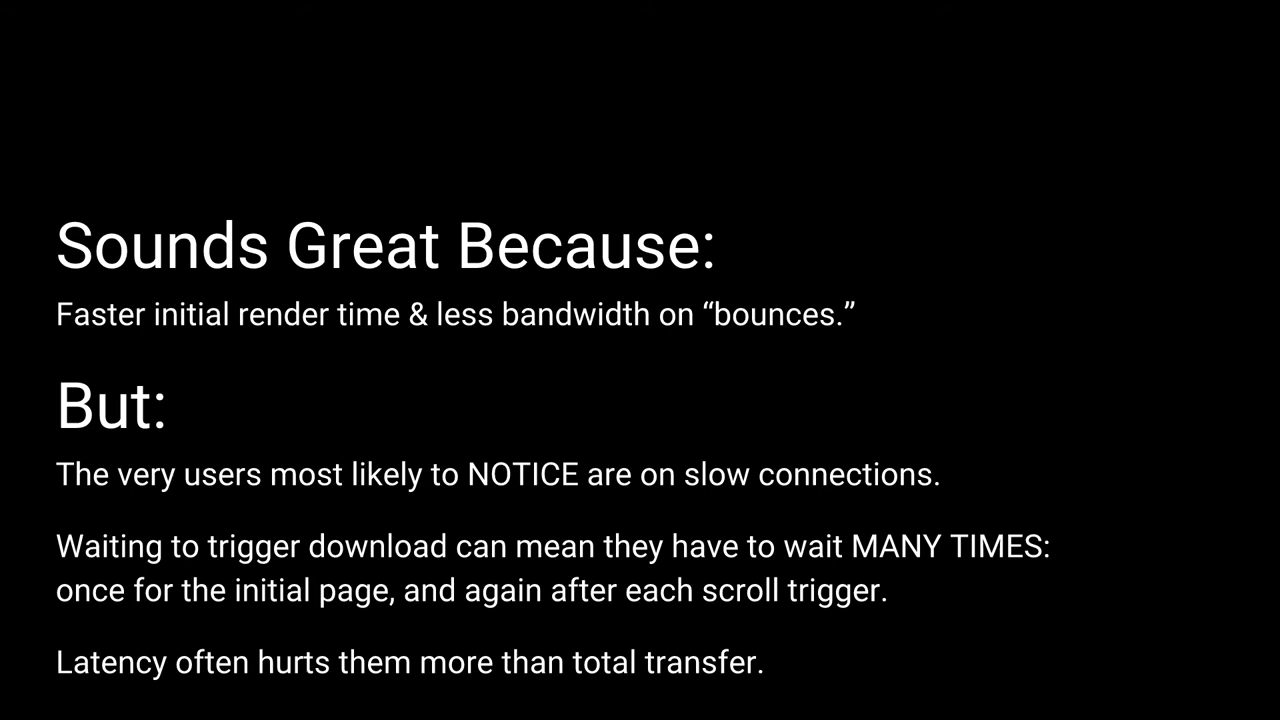 Sounds Great Because:
Faster initial render time & less bandwidth on “bounces.”
But:
The very users most likely to NOTICE are on slow connections.
Waiting to trigger download can mean they have to wait MANY TIMES:
once for the initial page, and again after each scroll trigger.
Latency often hurts them more than total transfer.